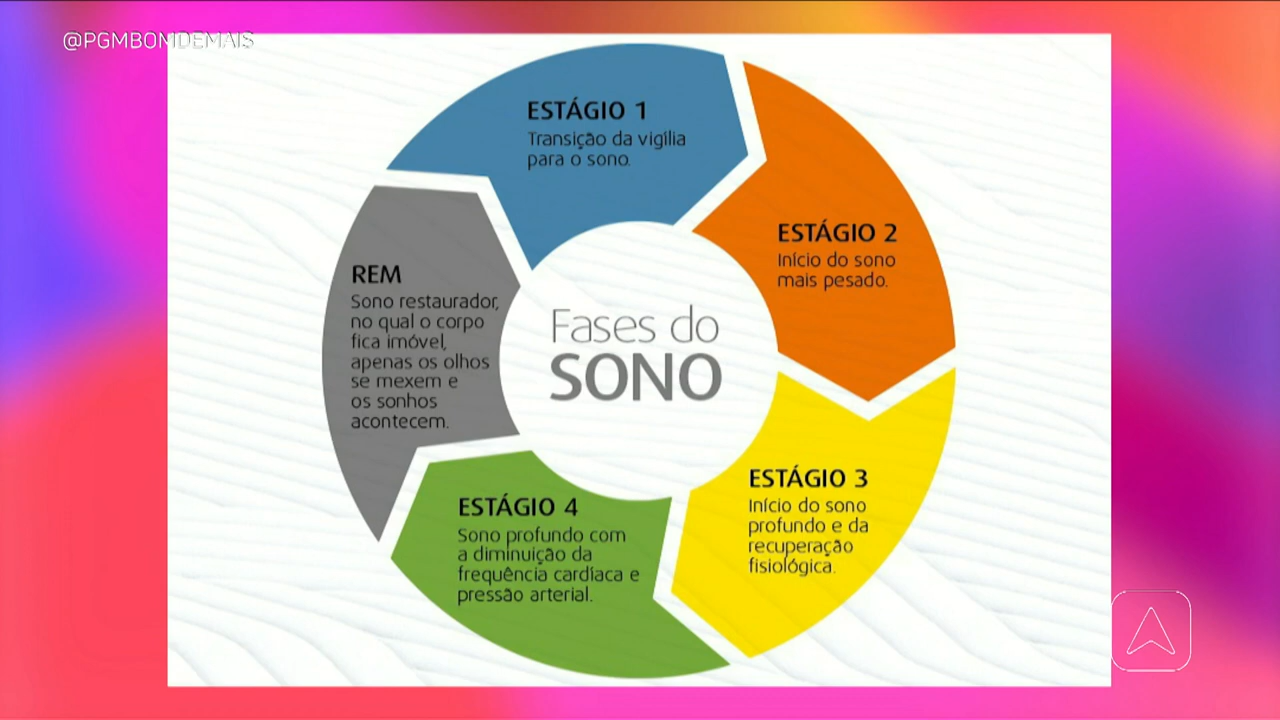 @PGMBOMDEMAIS
ESTÁGIO 1
Transição da vigília
para o sono.
ESTÁGIO 2
Início do sono
mais pesado.
ESTÁGIO 3
Início do sono
profundo e da
recuperação
fisiológica.
ESTÁGIO 4
Sono profundo com
a diminuição da
frequência cardíaca e
pressão arterial.
REM
Sono restaurador,
no qual o corpo
fica imóvel,
apenas os olhos
se mexem e
os sonhos
acontecem.
Fases do
SONO